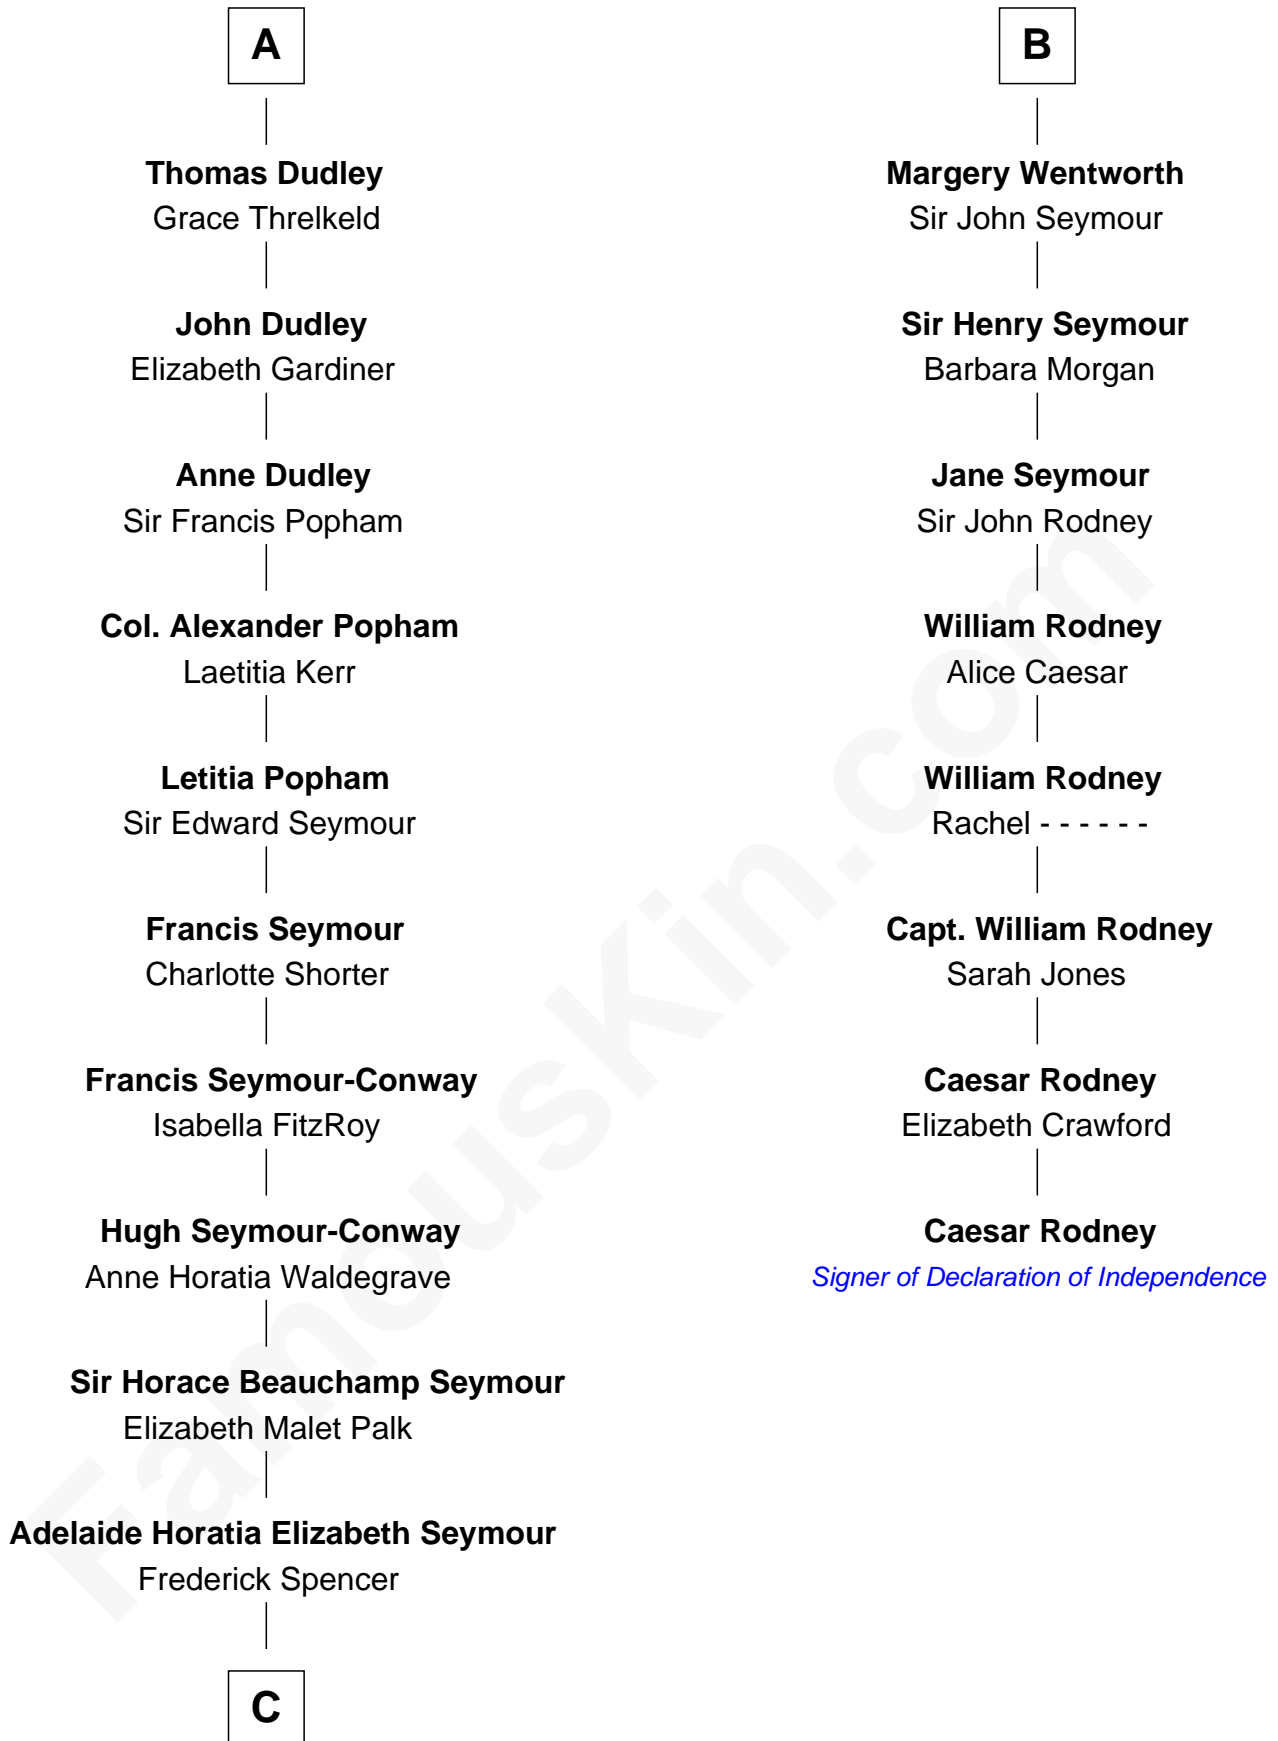 A
Thomas Dudley
Grace Threlkeld
John Dudley
Elizabeth Gardiner
Anne Dudley
Sir Francis Popham
Col. Alexander Popham
Laetitia Kerr
Letitia Popham
Sir Edward Seymour
Francis Seymour
Charlotte Shorter
Francis Seymour-Conway
Isabella FitzRoy
Hugh Seymour-Conway
Anne Horatia Waldegrave
Sir Horace Beauchamp Seymour
Elizabeth Malet Palk
Adelaide Horatia Elizabeth Seymour
Frederick Spencer
C
B
Margery Wentworth
Sir John Seymour
Sir Henry Seymour
Barbara Morgan
Jane Seymour
Sir John Rodney
William Rodney
Alice Caesar
William Rodney
Rachel - - - - - -
Capt. William Rodney
Sarah Jones
Caesar Rodney
Elizabeth Crawford
Caesar Rodney
Signer of Declaration of Independence
FamousKin.com